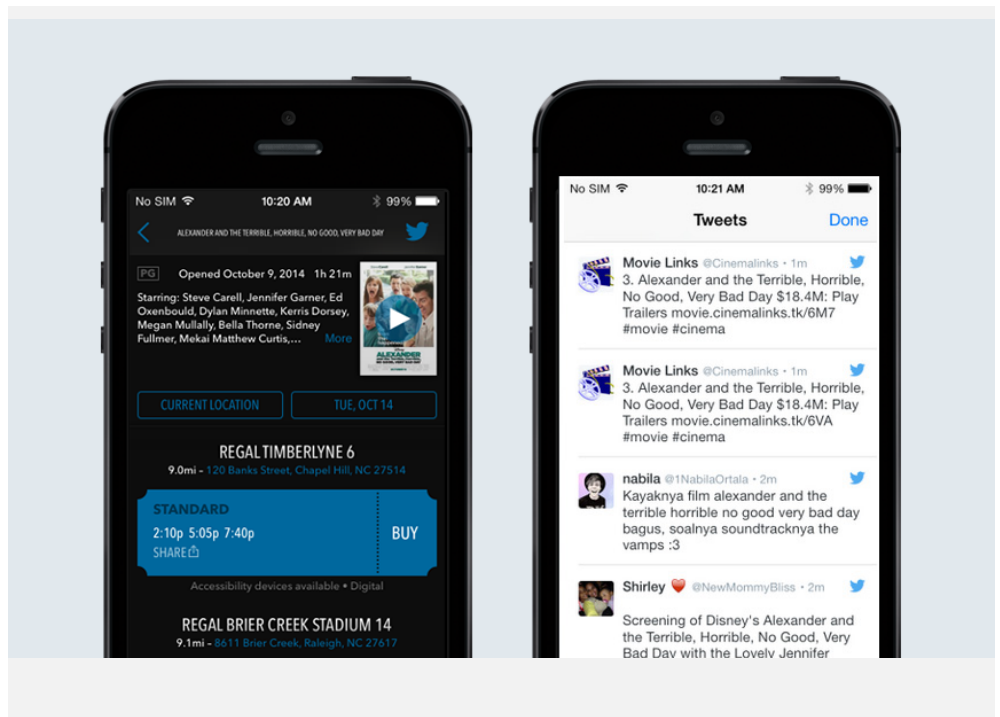 No SIM 10:20 AM 99%
ALEXANDER AND THE TERRIBLE, HORRIBLE, NO GOOD, VERY BAD DAY
PG Opened October 9, 2014 1h 21m
Starring: Steve Carell, Jennifer Garner, Ed
Oxenbould, Dylan Minnette, Kerris Dorsey,
Megan Mullally, Bella Thorne, Sidney
Fullmer, Mekai Matthew Curtis,... More
ALEXANDER
CURRENT LOCATION TUE, OCT 14
REGAL TIMBERLYNE 6
9.0mi - 120 Banks Street, Chapel Hill, NC 27514
STANDARD
2:10p 5:05p 7:40p
BUY
SHARE
Accessibility devices available • Digital
REGAL BRIER CREEK STADIUM 14
9.1mi - 8611 Brier Creek, Raleigh, NC 27617
No SIM 10:21 AM 99%
Tweets Done
Movie Links @Cinemalinks • 1m
3. Alexander and the Terrible, Horrible,
No Good, Very Bad Day $18.4M: Play
Trailers movie.cinemalinks.tk/6M7
#movie #cinema
Movie Links @Cinemalinks • 1m
3. Alexander and the Terrible, Horrible,
No Good, Very Bad Day $18.4M: Play
Trailers movie.cinemalinks.tk/6VA
#movie #cinema
nabila @1NabilaOrtala • 2m
Kayaknya film alexander and the
terrible horrible no good very bad day
bagus, soalnya soundtracknya the
vamps :3
Shirley ❤️ @NewMommyBliss • 2m
Screening of Disney's Alexander and
the Terrible, Horrible, No Good, Very
Bad Day with the Lovely Jennifer